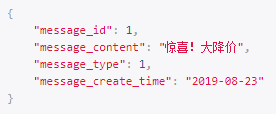 {
"message_id": 1,
"message_content": "惊喜！大降价",
"message_type": 1,
"message_create_time": "2019-08-23"
}